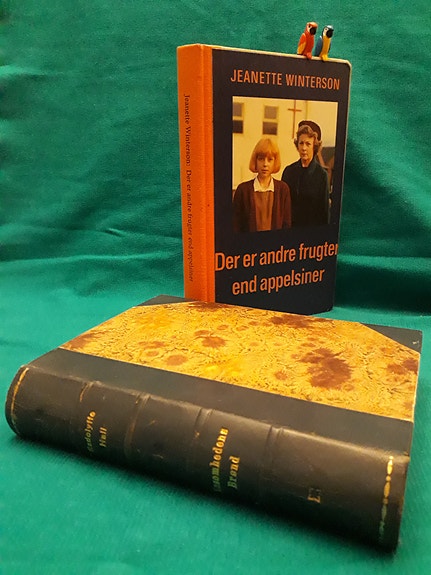 JEANETTE WINTERSON
Der er andre frugter
end appelsiner
Jeanette Winterson: Der er andre frugter end appelsiner
Radclyffe
Hall
Ensomhedens
Brønd